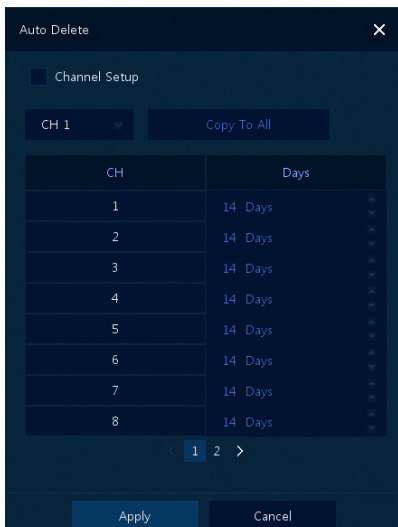 Auto Delete
Channel Setup
CH 1 Copy To All
CH Days
1 14 Days
2 14 Days
3 14 Days
4 14 Days
5 14 Days
6 14 Days
7 14 Days
8 14 Days
1 2
Apply Cancel